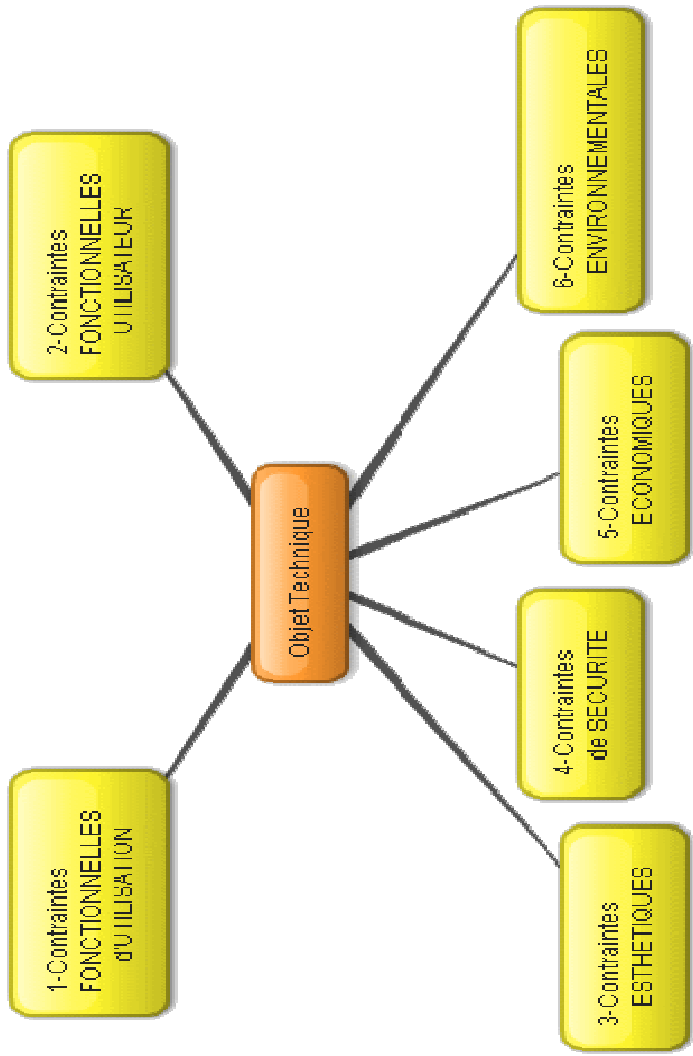 1-Contraintes
FONCTIONNELLES
d'UTILISATION
2-Contraintes
FONCTIONNELLES
UTILISATEUR
Objet Technique
3-Contraintes
ESTHETIQUES
4-Contraintes
de SECURITE
5-Contraintes
ECONOMIQUES
6-Contraintes
ENVIRONNEMENTALES